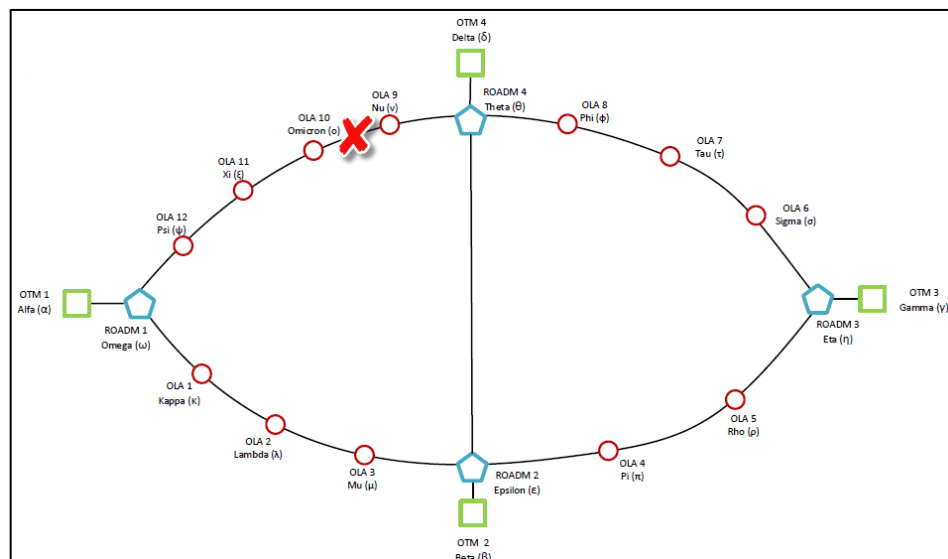 OTM 4
Delta (δ)
OLA 9
Nu (ν)
ROADM 4
Theta (θ)
OLA 8
Phi (ϕ)
OLA 10
Omicron (ο)
OLA 7
Tau (τ)
OLA 11
Xi (ξ)
OLA 6
Sigma (σ)
OLA 12
Psi (ψ)
OTM 1
Alfa (α)
OTM 3
Gamma (γ)
ROADM 1
Omega (ω)
ROADM 3
Eta (η)
OLA 1
Kappa (κ)
OLA 5
Rho (ρ)
OLA 2
Lambda (λ)
OLA 3
Mu (μ)
ROADM 2
Epsilon (ε)
OLA 4
Pi (π)
OTM 2
Beta (β)